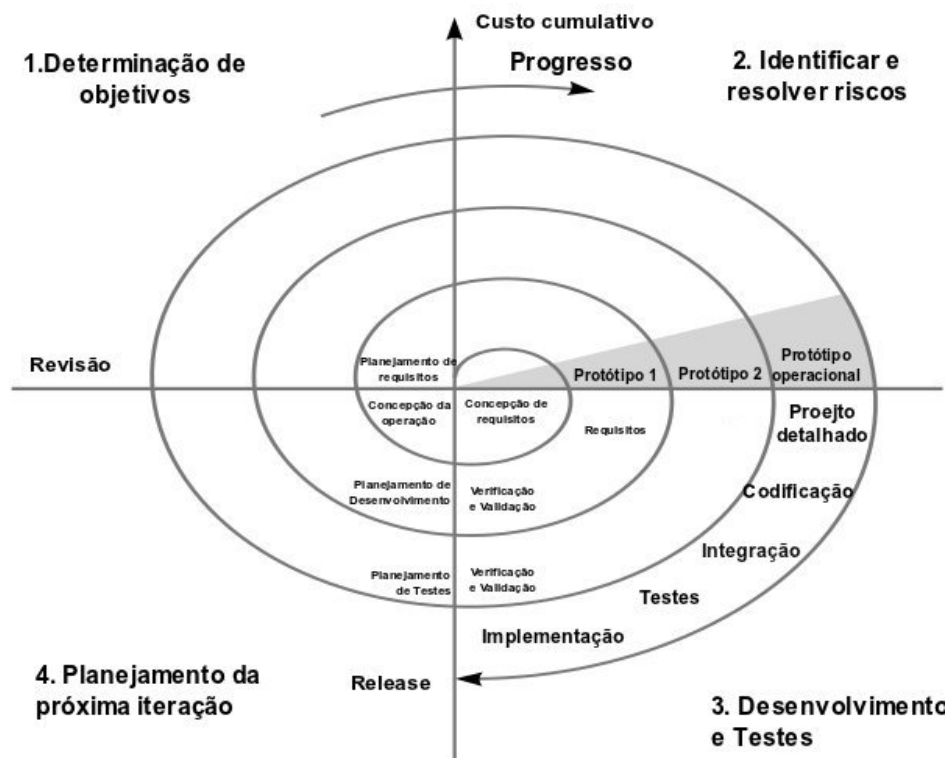 Custo cumulativo
Progresso
1.Determinação de
objetivos
2. Identificar e
resolver riscos
Revisão
Planejamento de
requisitos
Protótipo 1
Protótipo 2
Protótipo
operacional
Concepção da
operação
Concepção de
requisitos
Requisitos
Proejto
detalhado
Planejamento de
Desenvolvimento
Verificação
e Validação
Codificação
Integração
Planejamento
de Testes
Verificação
e Validação
Testes
Implementação
4. Planejamento da
próxima iteração
Release
3. Desenvolvimento
e Testes